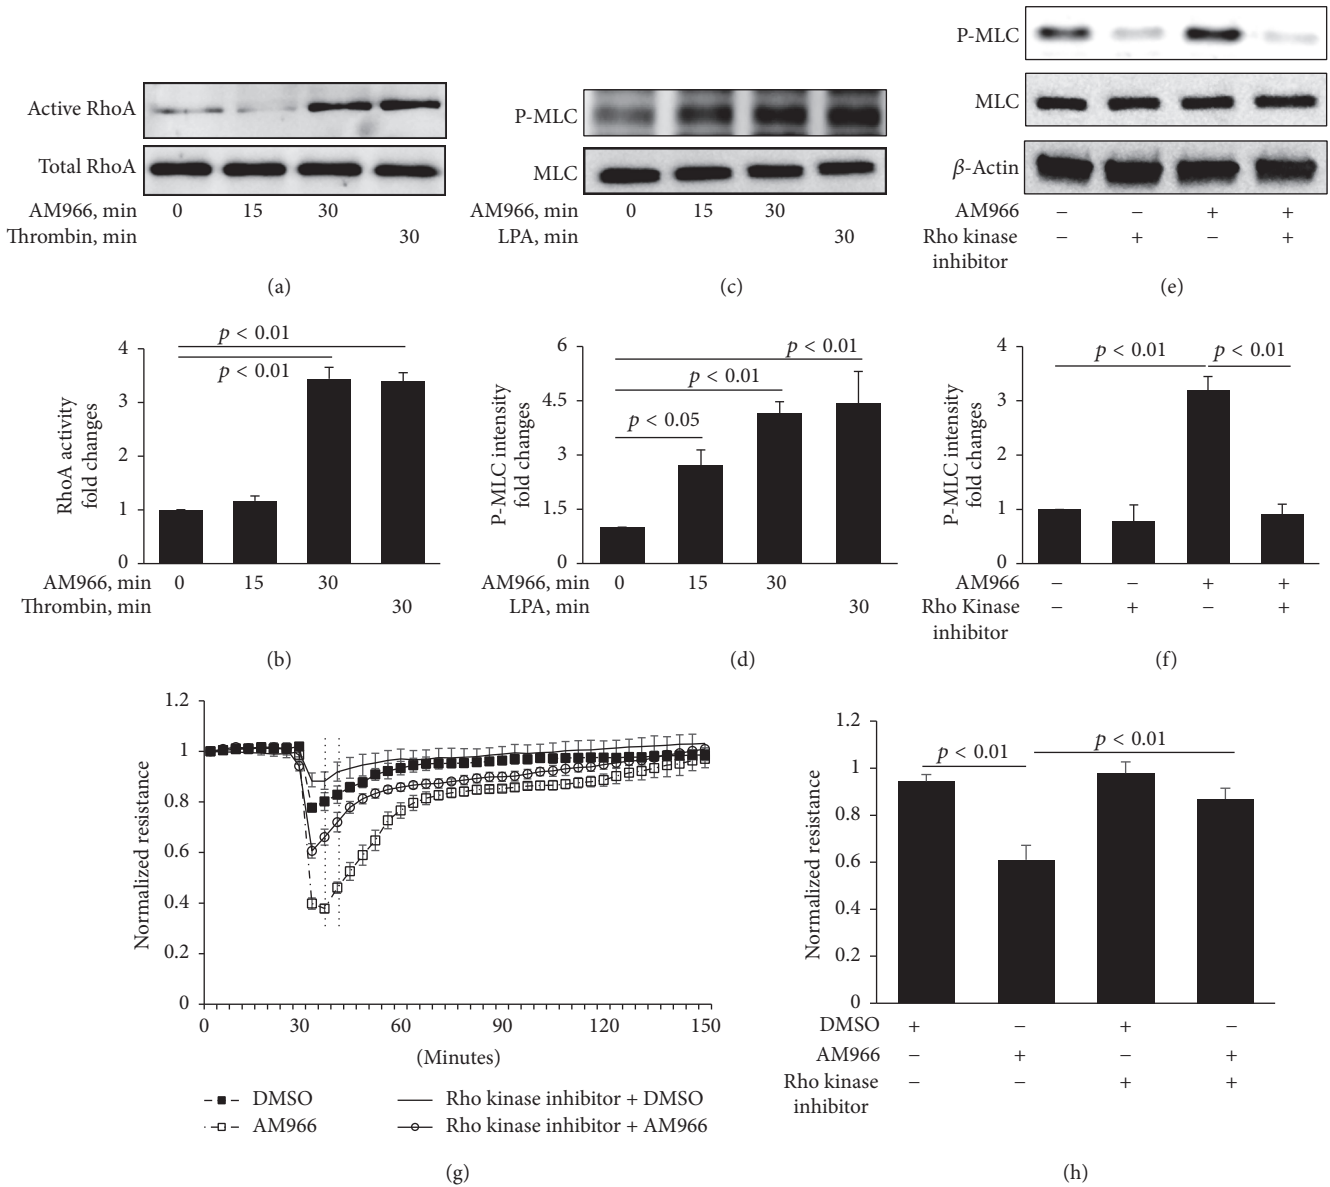 Active RhoA
Total RhoA
AM966, min 0 15 30
Thrombin, min 30
(a)
P-MLC
MLC
AM966, min 0 15 30
LPA, min 30
(c)
P-MLC
MLC
β-Actin
AM966 − − + +
Rho kinase − + − +
inhibitor
(e)
p < 0.01
p < 0.01
4
3
2
1
0
RhoA activity
fold changes
AM966, min 0 15 30
Thrombin, min 30
(b)
p < 0.01
p < 0.01
p < 0.05
6
4.5
3
1.5
0
P-MLC intensity
fold changes
AM966, min 0 15 30
LPA, min 30
(d)
p < 0.01 p < 0.01
4
3
2
1
0
P-MLC intensity
fold changes
AM966 − − + +
Rho Kinase − + − +
inhibitor
(f)
1.2
1
0.8
0.6
0.4
0.2
0
Normalized resistance
0 30 60 90 120 150
(Minutes)
DMSO Rho kinase inhibitor + DMSO
AM966 Rho kinase inhibitor + AM966
(g)
p < 0.01 p < 0.01
1.2
1
0.8
0.6
0.4
0.2
0
Normalized resistance
DMSO + − + −
AM966 − + − +
Rho kinase − − + +
inhibitor
(h)